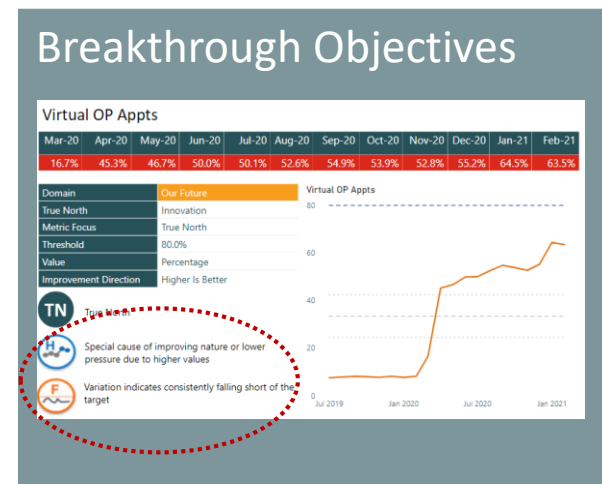 Breakthrough Objectives
Virtual OP Appts
Mar-20 Apr-20 May-20 Jun-20 Jul-20 Aug-20 Sep-20 Oct-20 Nov-20 Dec-20 Jan-21 Feb-21
16.7% 45.3% 46.7% 50.0% 50.1% 52.6% 54.9% 53.9% 52.8% 55.2% 64.5% 63.5%
Domain Our Future
True North Innovation
Metric Focus True North
Threshold 80.0%
Value Percentage
Improvement Direction Higher Is Better
TN True North
H Special cause of improving nature or lower
pressure due to higher values
F Variation indicates consistently falling short of the
target
Virtual OP Appts
80
60
40
20
0
Jul 2019 Jan 2020 Jul 2020 Jan 2021